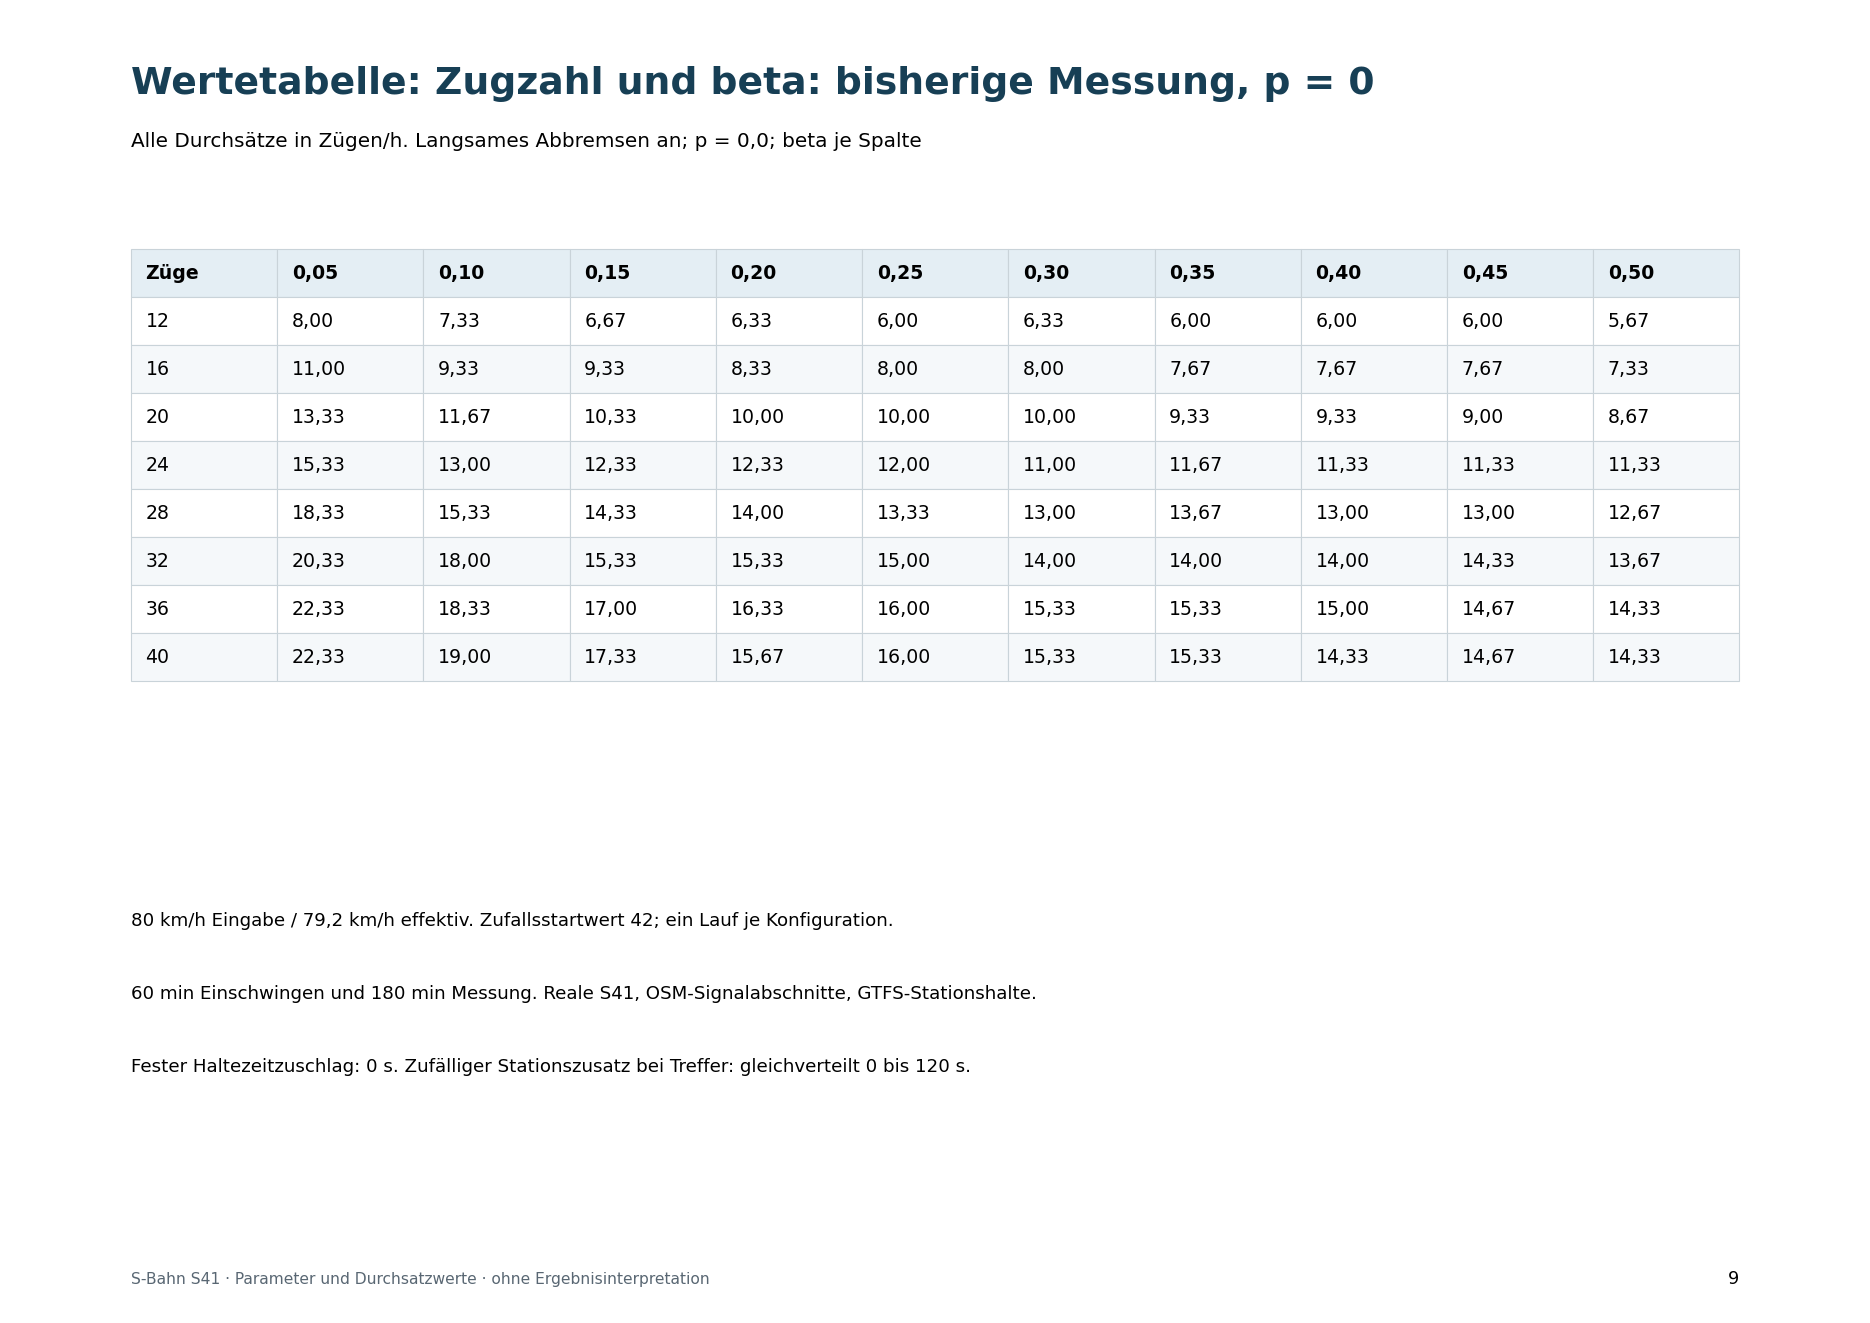 Wertetabelle: Zugzahl und beta: bisherige Messung, p = 0
Alle Durchsätze in Zügen/h. Langsames Abbremsen an; p = 0,0; beta je Spalte
Züge 0,05 0,10 0,15 0,20 0,25 0,30 0,35 0,40 0,45 0,50
12 8,00 7,33 6,67 6,33 6,00 6,33 6,00 6,00 6,00 5,67
16 11,00 9,33 9,33 8,33 8,00 8,00 7,67 7,67 7,67 7,33
20 13,33 11,67 10,33 10,00 10,00 10,00 9,33 9,33 9,00 8,67
24 15,33 13,00 12,33 12,33 12,00 11,00 11,67 11,33 11,33 11,33
28 18,33 15,33 14,33 14,00 13,33 13,00 13,67 13,00 13,00 12,67
32 20,33 18,00 15,33 15,33 15,00 14,00 14,00 14,00 14,33 13,67
36 22,33 18,33 17,00 16,33 16,00 15,33 15,33 15,00 14,67 14,33
40 22,33 19,00 17,33 15,67 16,00 15,33 15,33 14,33 14,67 14,33
80 km/h Eingabe / 79,2 km/h effektiv. Zufallsstartwert 42; ein Lauf je Konfiguration.
60 min Einschwingen und 180 min Messung. Reale S41, OSM-Signalabschnitte, GTFS-Stationshalte.
Fester Haltezeitzuschlag: 0 s. Zufälliger Stationszusatz bei Treffer: gleichverteilt 0 bis 120 s.
S-Bahn S41 · Parameter und Durchsatzwerte · ohne Ergebnisinterpretation
9